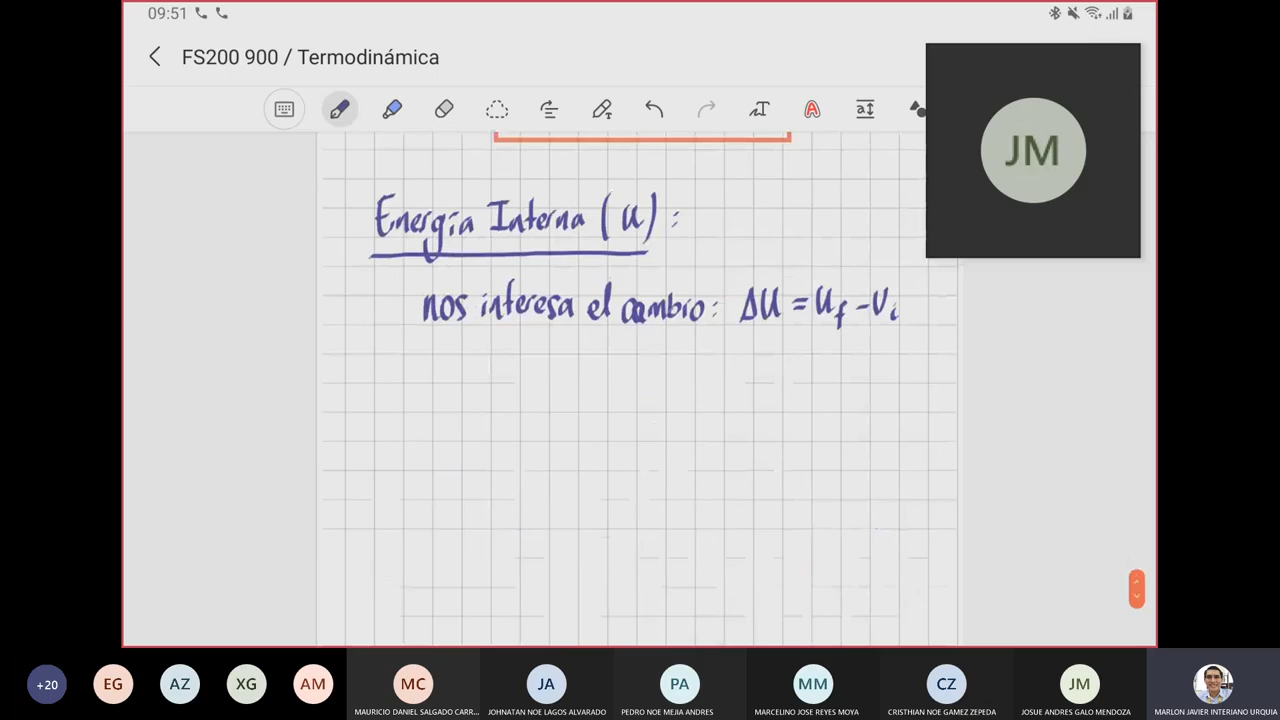 09:51
FS200 900 / Termodinámica
JM
Energía Interna (U):
nos interesa el cambio: ΔU = Uf - Ui
+20
EG
AZ
XG
AM
MC
MAURICIO DANIEL SALGADO CARR...
JA
JOHNATAN NOE LAGOS ALVARADO
PA
PEDRO NOE MEJIA ANDRES
MM
MARCELINO JOSE REYES MOYA
CZ
CRISTHIAN NOE GAMEZ ZEPEDA
JM
JOSUE ANDRES GALO MENDOZA
MARLON JAVIER INTERIANO URQUIA